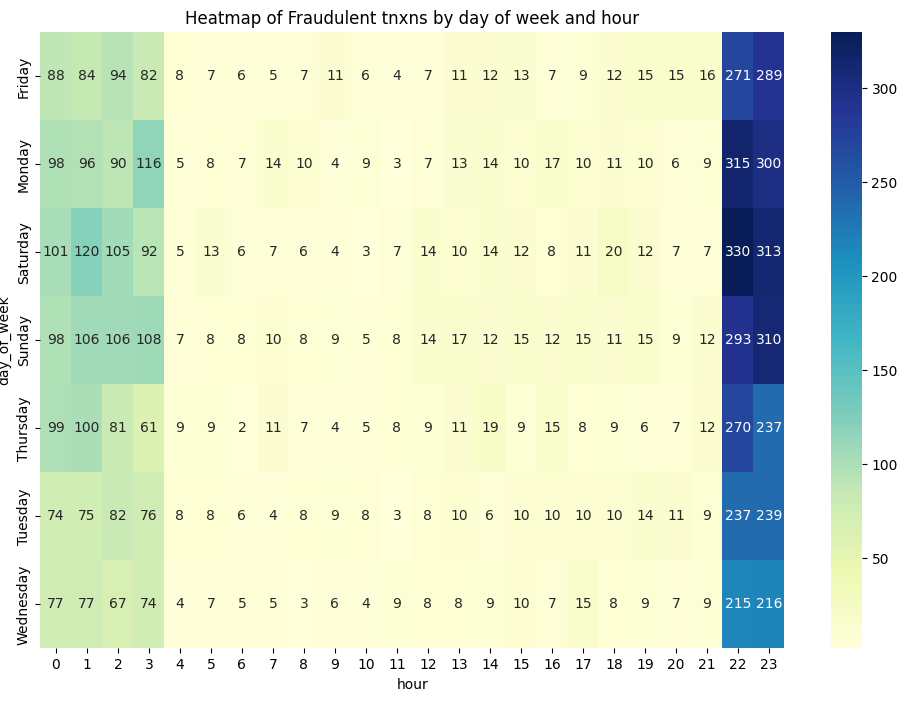 Heatmap of Fraudulent tnxns by day of week and hour
day_of_week
Friday 88 84 94 82 8 7 6 5 7 11 6 4 7 11 12 13 7 9 12 15 15 16 271 289
Monday 98 96 90 116 5 8 7 14 10 4 9 3 7 13 14 10 17 10 11 10 6 9 315 300
Saturday 101 120 105 92 5 13 6 7 6 4 3 7 14 10 14 12 8 11 20 12 7 7 330 313
Sunday 98 106 106 108 7 8 8 10 8 9 5 8 14 17 12 15 12 15 11 15 9 12 293 310
Thursday 99 100 81 61 9 9 2 11 7 4 5 8 9 11 19 9 15 8 9 6 7 12 270 237
Tuesday 74 75 82 76 8 8 6 4 8 9 8 3 8 10 6 10 10 10 10 14 11 9 237 239
Wednesday 77 77 67 74 4 7 5 5 3 6 4 9 8 8 9 10 7 15 8 9 7 9 215 216
0 1 2 3 4 5 6 7 8 9 10 11 12 13 14 15 16 17 18 19 20 21 22 23
hour
300
250
200
150
100
50